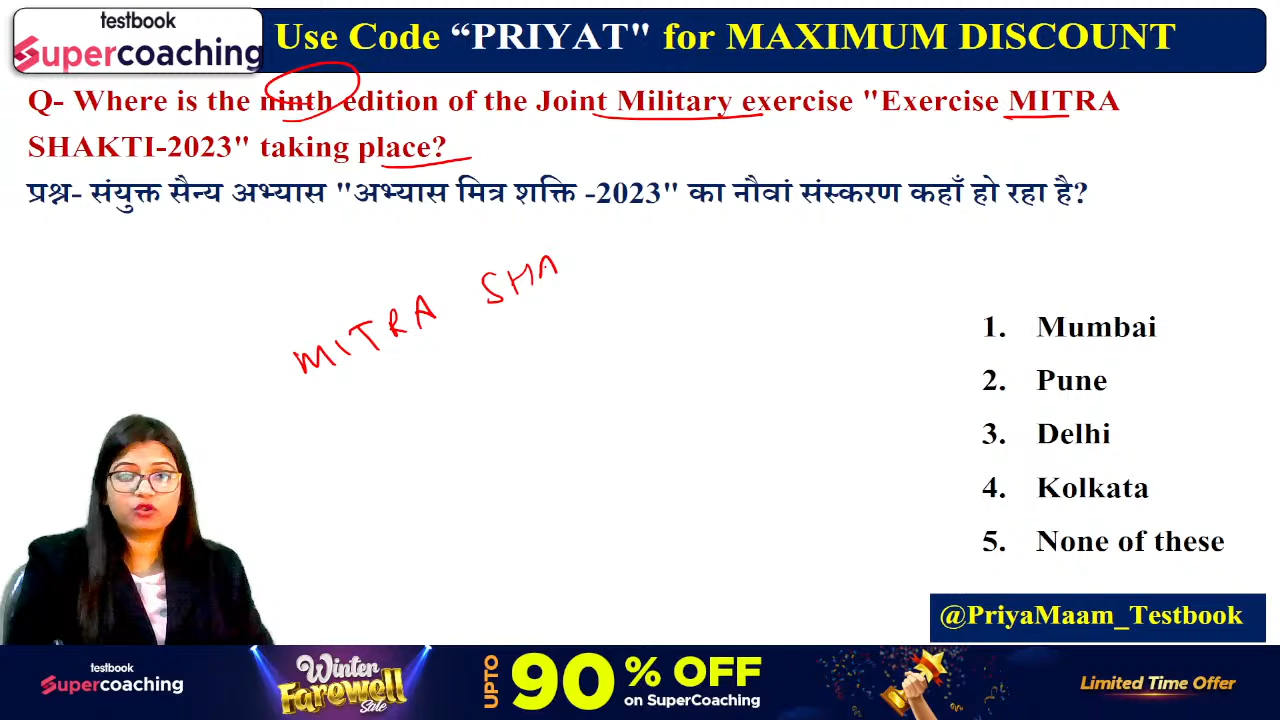 testbook
Supercoaching
Use Code “PRIYAT" for MAXIMUM DISCOUNT
Q- Where is the ninth edition of the Joint Military exercise "Exercise MITRA
SHAKTI-2023" taking place?
प्रश्न- संयुक्त सैन्य अभ्यास "अभ्यास मित्र शक्ति -2023" का नौवां संस्करण कहाँ हो रहा है?
MITRA SHA
1. Mumbai
2. Pune
3. Delhi
4. Kolkata
5. None of these
@PriyaMaam_Testbook
testbook
Supercoaching
Winter
Farewell
Sale
UPTO 90 % OFF
on SuperCoaching
Limited Time Offer